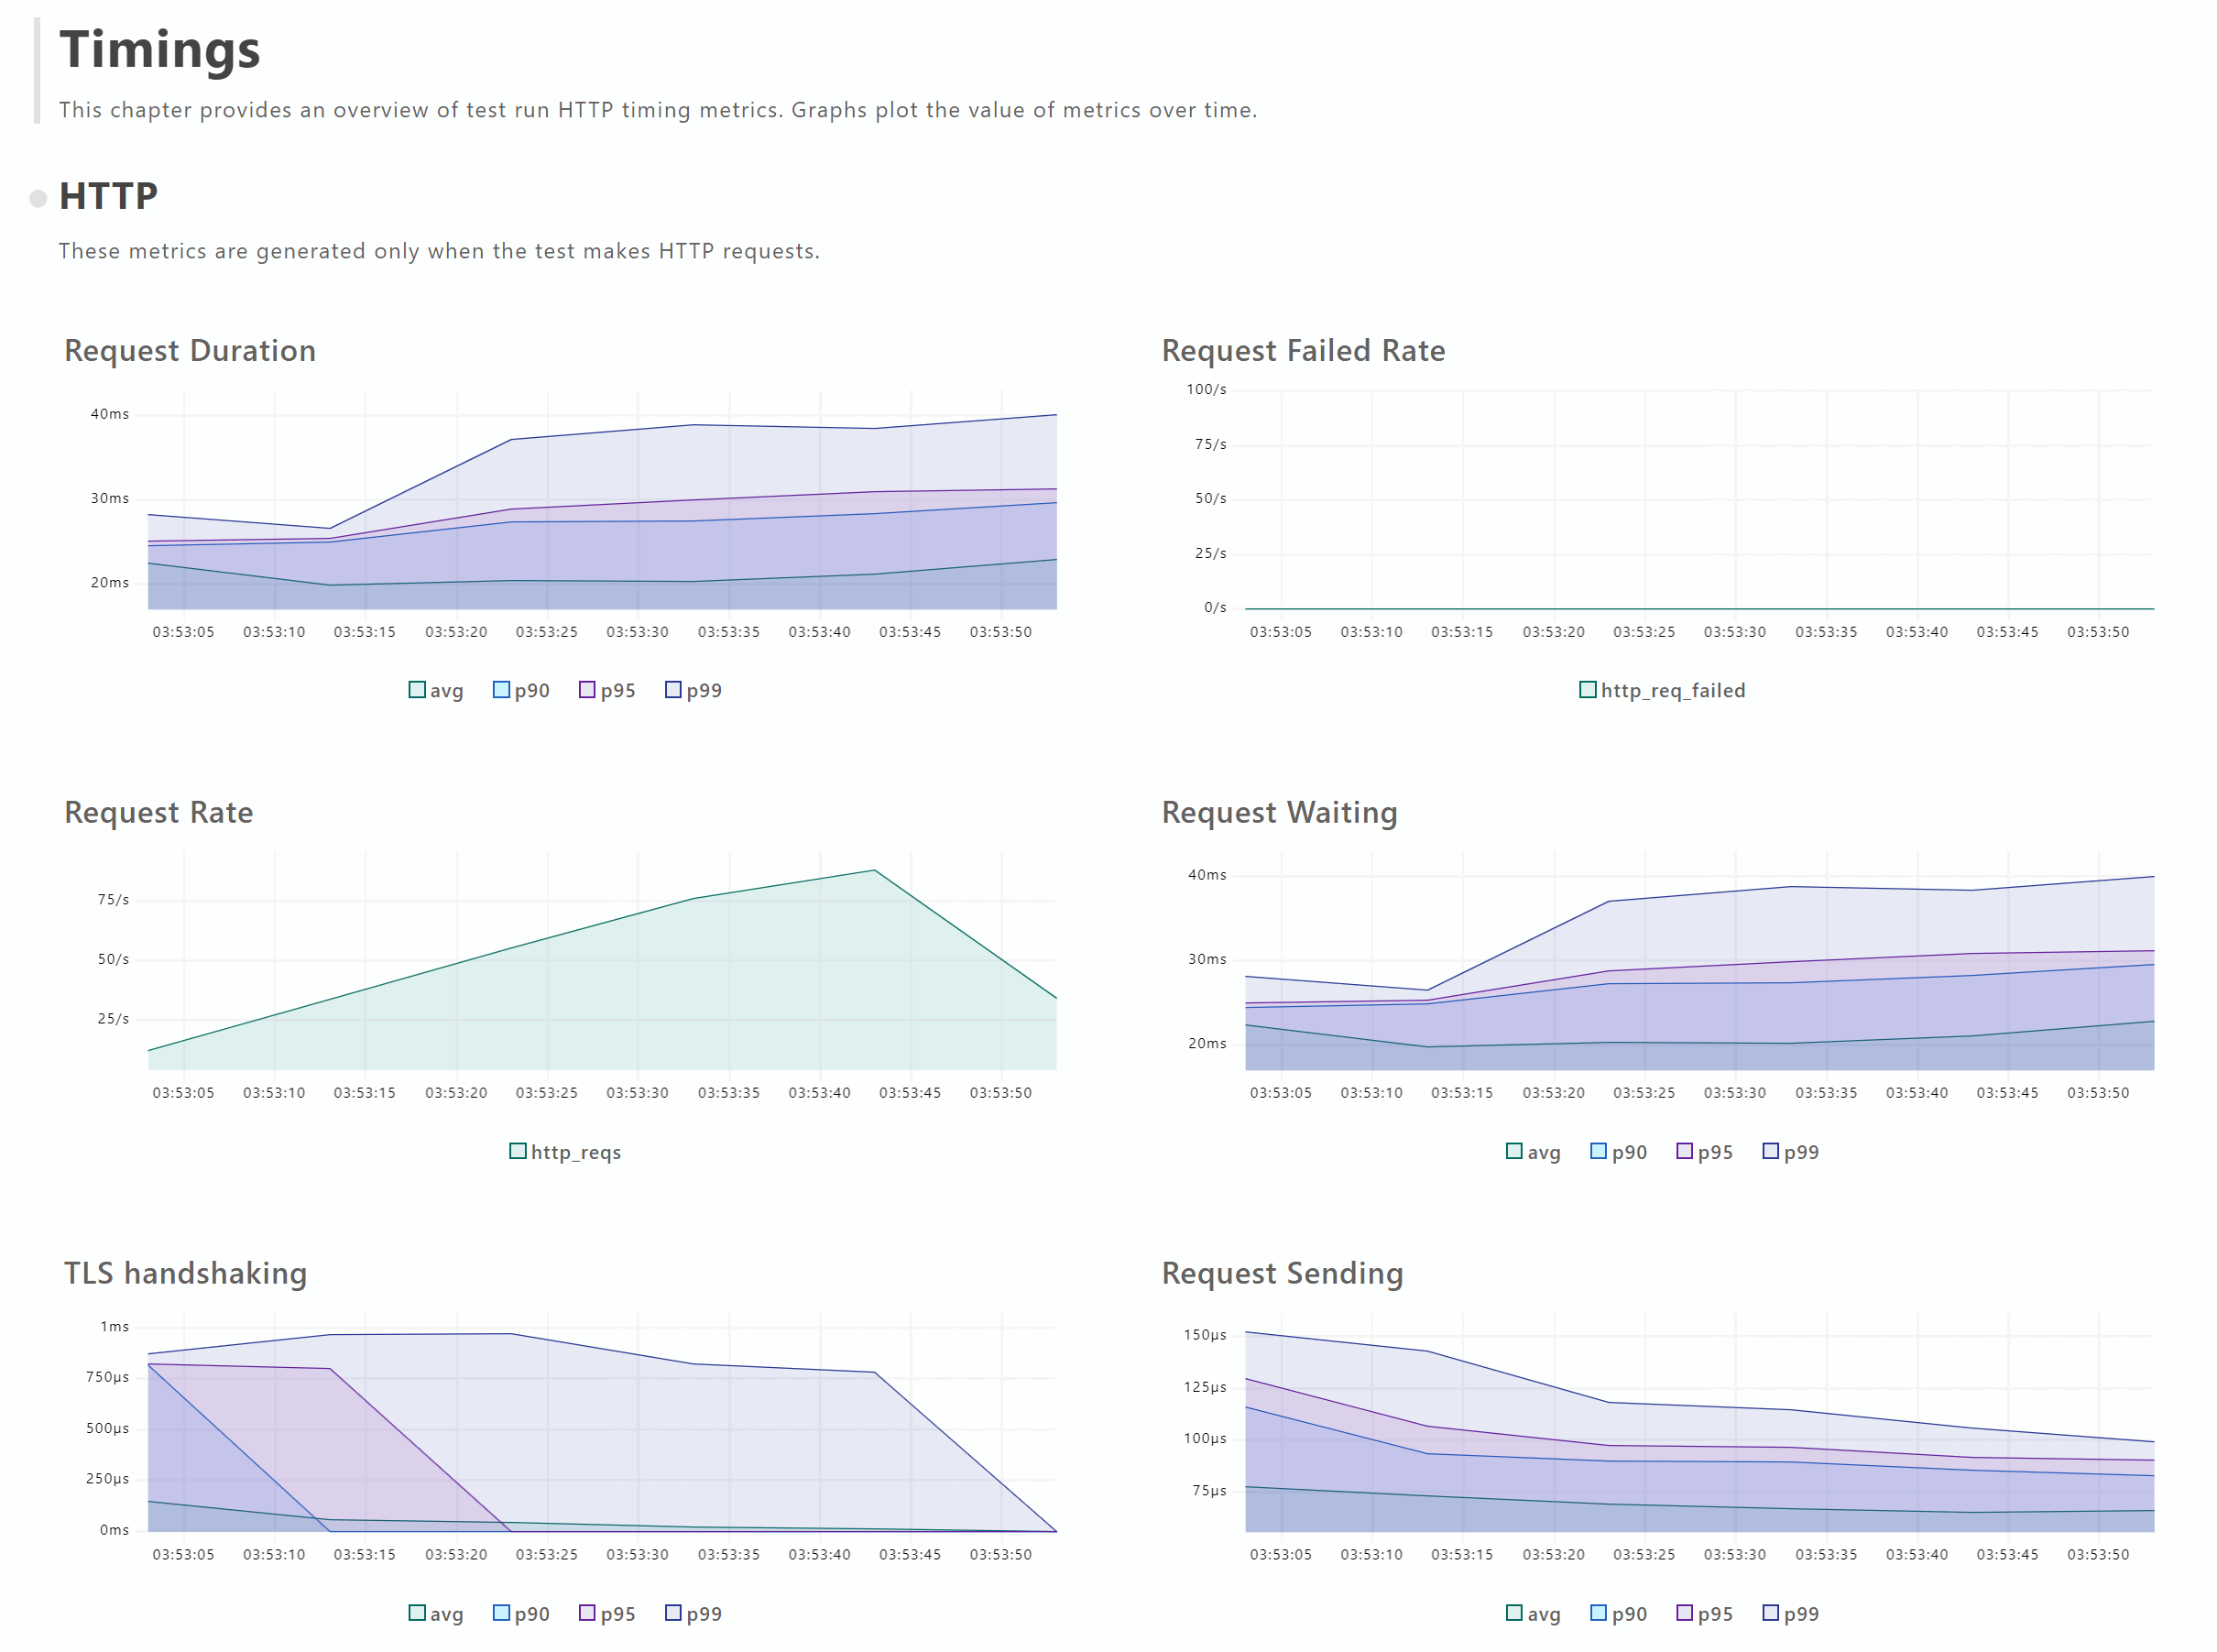 Timings
This chapter provides an overview of test run HTTP timing metrics. Graphs plot the value of metrics over time.
HTTP
These metrics are generated only when the test makes HTTP requests.
Request Duration
40ms
30ms
20ms
03:53:05 03:53:10 03:53:15 03:53:20 03:53:25 03:53:30 03:53:35 03:53:40 03:53:45 03:53:50
avg p90 p95 p99
Request Failed Rate
100/s
75/s
50/s
25/s
0/s
03:53:05 03:53:10 03:53:15 03:53:20 03:53:25 03:53:30 03:53:35 03:53:40 03:53:45 03:53:50
http_req_failed
Request Rate
75/s
50/s
25/s
03:53:05 03:53:10 03:53:15 03:53:20 03:53:25 03:53:30 03:53:35 03:53:40 03:53:45 03:53:50
http_reqs
Request Waiting
40ms
30ms
20ms
03:53:05 03:53:10 03:53:15 03:53:20 03:53:25 03:53:30 03:53:35 03:53:40 03:53:45 03:53:50
avg p90 p95 p99
TLS handshaking
1ms
750µs
500µs
250µs
0ms
03:53:05 03:53:10 03:53:15 03:53:20 03:53:25 03:53:30 03:53:35 03:53:40 03:53:45 03:53:50
avg p90 p95 p99
Request Sending
150µs
125µs
100µs
75µs
03:53:05 03:53:10 03:53:15 03:53:20 03:53:25 03:53:30 03:53:35 03:53:40 03:53:45 03:53:50
avg p90 p95 p99